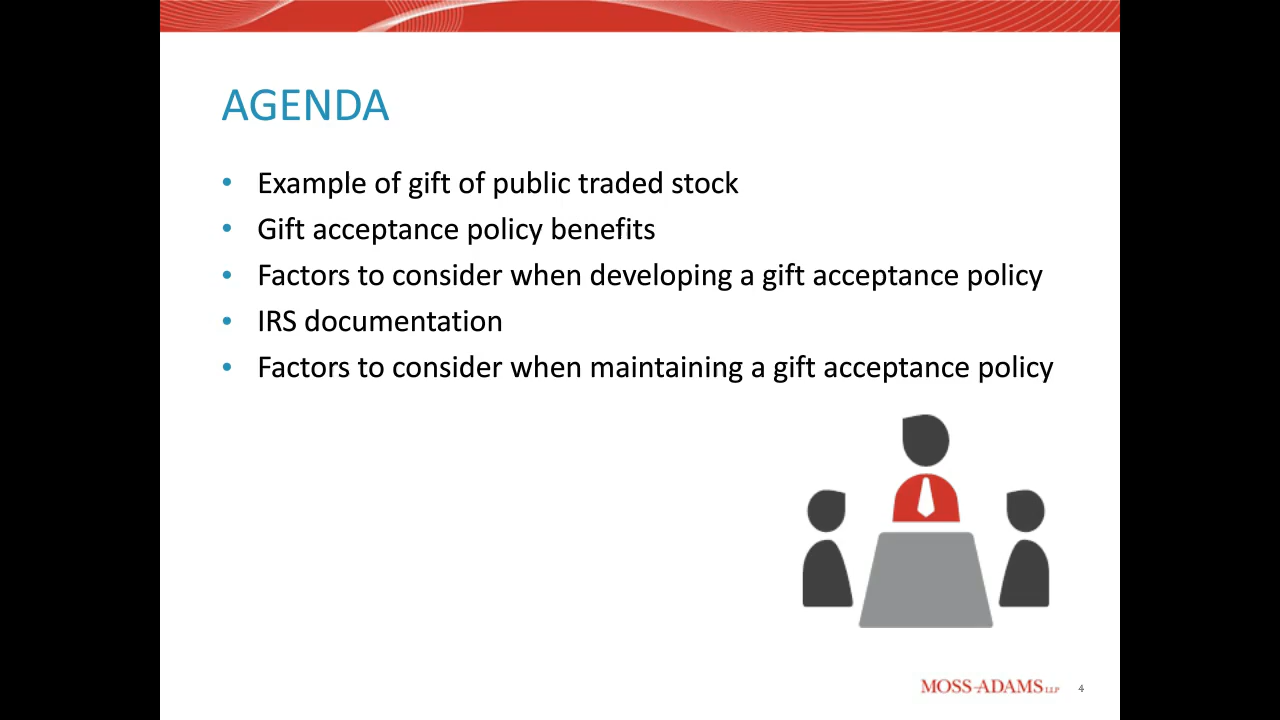 AGENDA
• Example of gift of public traded stock
• Gift acceptance policy benefits
• Factors to consider when developing a gift acceptance policy
• IRS documentation
• Factors to consider when maintaining a gift acceptance policy
MOSS-ADAMS LLP 4